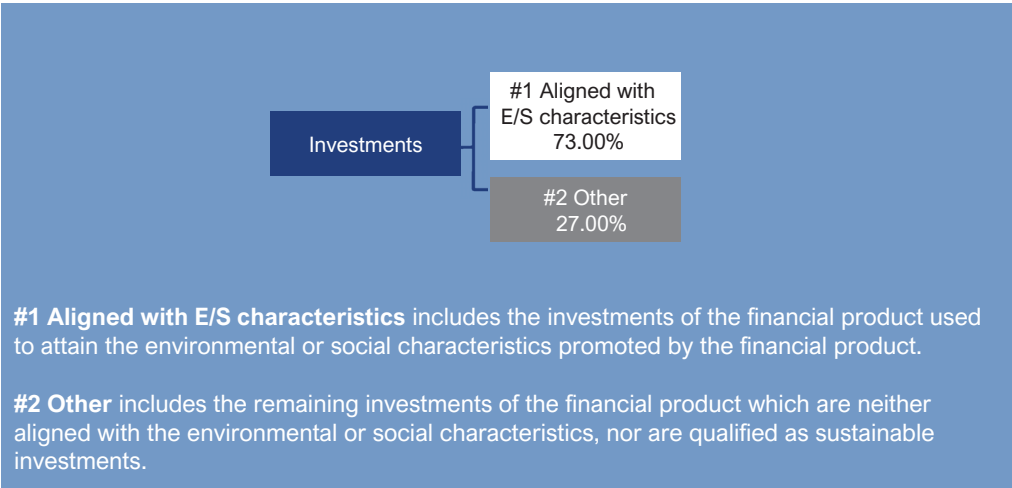 #1 Aligned with
E/S characteristics
73.00%
Investments
#2 Other
27.00%
#1 Aligned with E/S characteristics includes the investments of the financial product used
to attain the environmental or social characteristics promoted by the financial product.
#2 Other includes the remaining investments of the financial product which are neither
aligned with the environmental or social characteristics, nor are qualified as sustainable
investments.